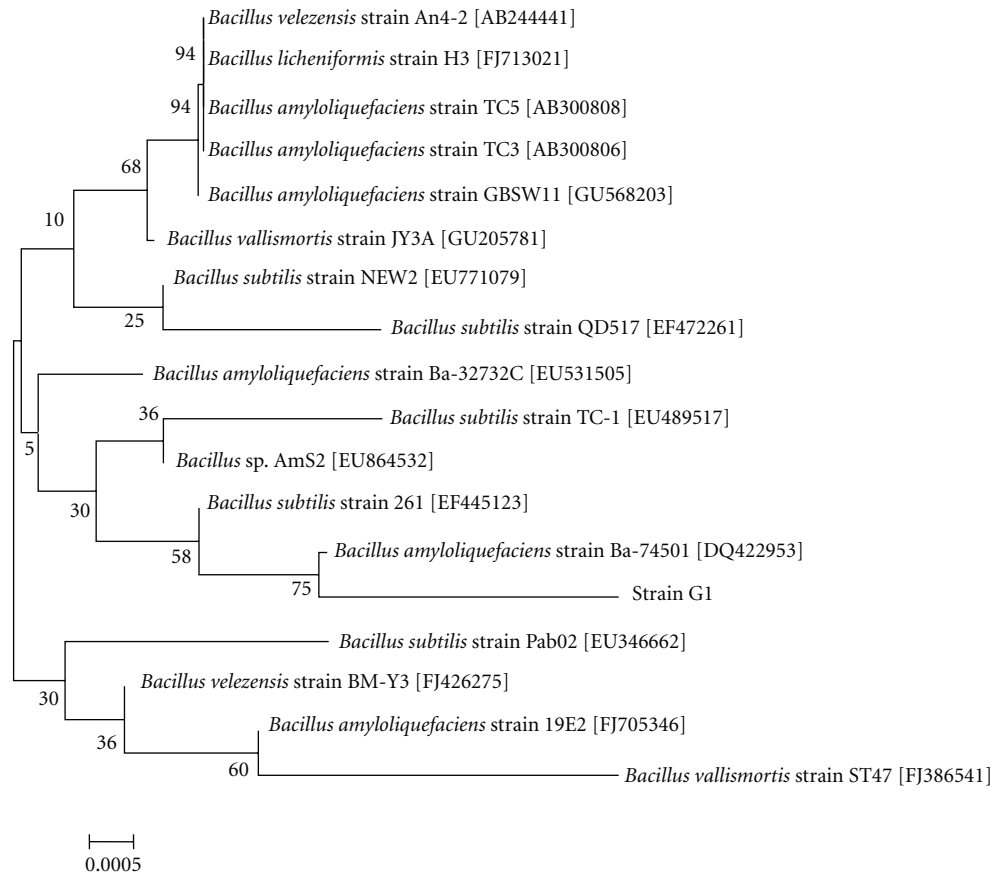 Bacillus velezensis strain An4-2 [AB244441]
94
Bacillus licheniformis strain H3 [FJ713021]
94
Bacillus amyloliquefaciens strain TC5 [AB300808]
Bacillus amyloliquefaciens strain TC3 [AB300806]
68
Bacillus amyloliquefaciens strain GBSW11 [GU568203]
10
Bacillus vallismortis strain JY3A [GU205781]
Bacillus subtilis strain NEW2 [EU771079]
25
Bacillus subtilis strain QD517 [EF472261]
Bacillus amyloliquefaciens strain Ba-32732C [EU531505]
36
Bacillus subtilis strain TC-1 [EU489517]
5
Bacillus sp. AmS2 [EU864532]
Bacillus subtilis strain 261 [EF445123]
30
Bacillus amyloliquefaciens strain Ba-74501 [DQ422953]
58
75
Strain G1
Bacillus subtilis strain Pab02 [EU346662]
Bacillus velezensis strain BM-Y3 [FJ426275]
30
Bacillus amyloliquefaciens strain 19E2 [FJ705346]
36
60
Bacillus vallismortis strain ST47 [FJ386541]
0.0005